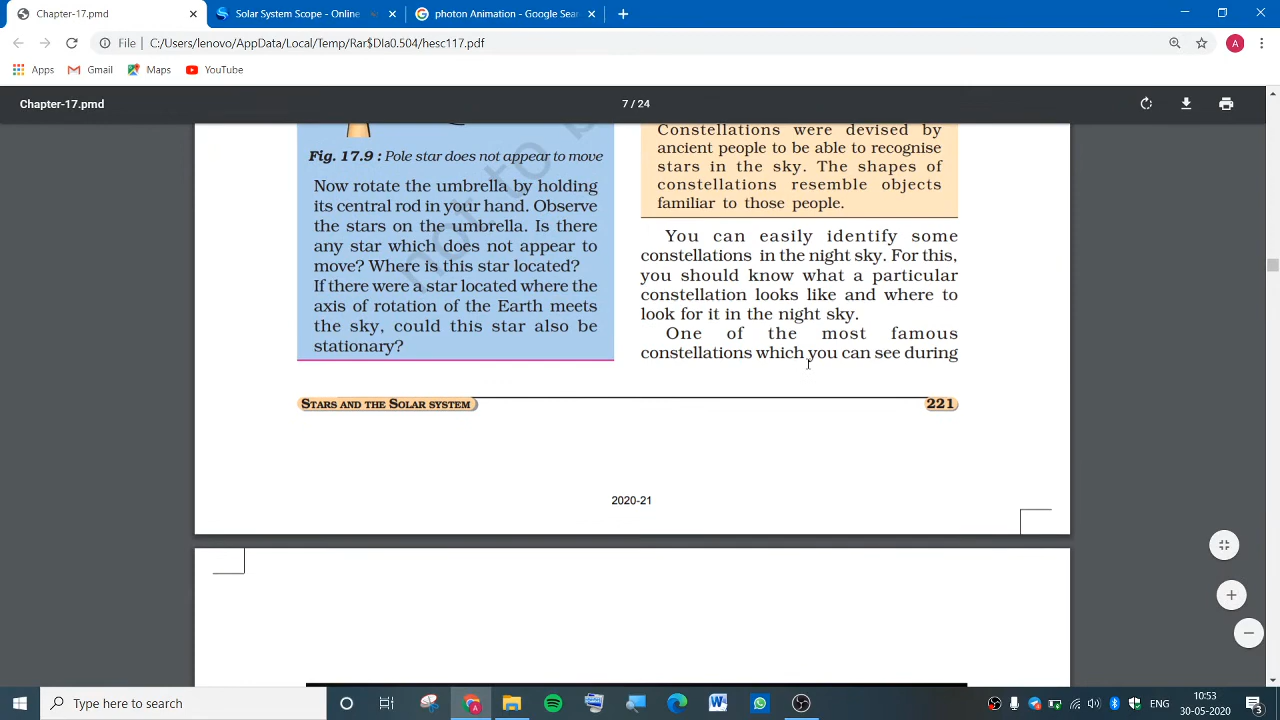 Chapter-17.pmd
Solar System Scope - Online
photon Animation - Google Sear
File
C:/Users/lenovo/AppData/Local/Temp/Rar$DIa0.504/hesc117.pdf
A
Apps
Gmail
Maps
YouTube
Chapter-17.pmd
7 / 24
Fig. 17.9 : Pole star does not appear to move
Now rotate the umbrella by holding
its central rod in your hand. Observe
the stars on the umbrella. Is there
any star which does not appear to
move? Where is this star located?
If there were a star located where the
axis of rotation of the Earth meets
the sky, could this star also be
stationary?
not to b
Constellations were devised by
ancient people to be able to recognise
stars in the sky. The shapes of
constellations resemble objects
familiar to those people.
You can easily identify some
constellations in the night sky. For this,
you should know what a particular
constellation looks like and where to
look for it in the night sky.
One of the most famous
constellations which you can see during
STARS AND THE SOLAR SYSTEM
221
2020-21
Type here to search
ENG
10:53
30-05-2020